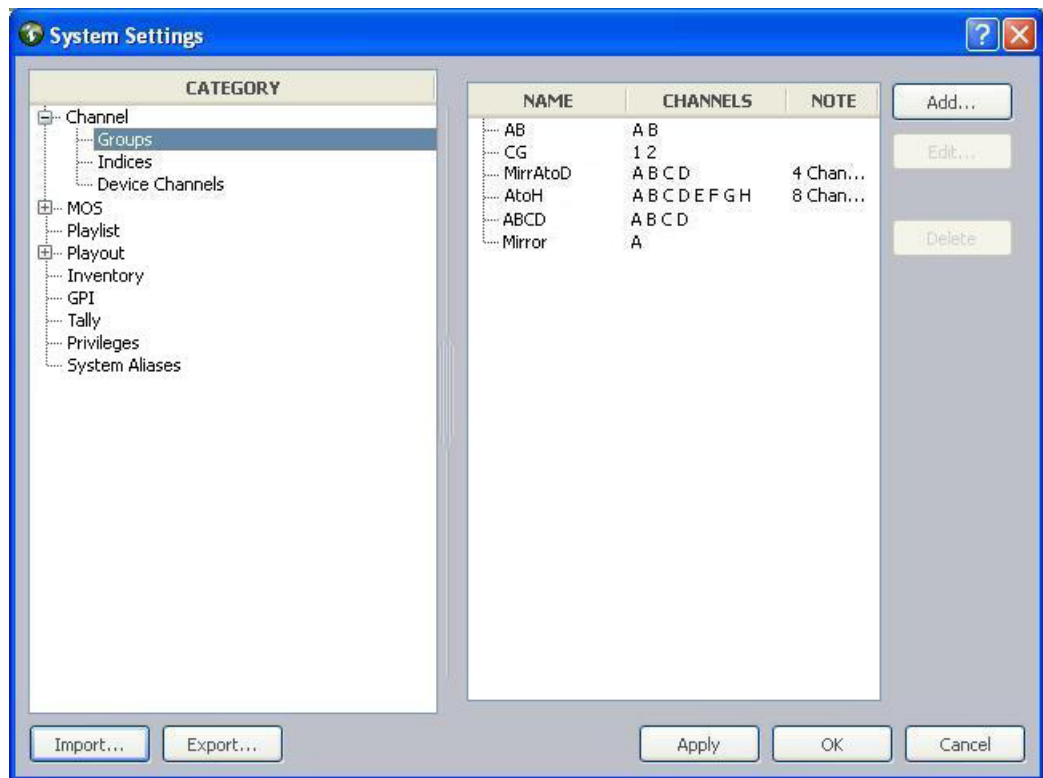 System Settings
CATEGORY
Channel
Groups
Indices
Device Channels
MOS
Playlist
Playout
Inventory
GPI
Tally
Privileges
System Aliases
NAME CHANNELS NOTE
AB A B
CG 1 2
MirrAtoD A B C D 4 Chan...
AtoH A B C D E F G H 8 Chan...
ABCD A B C D
Mirror A
Add...
Edit...
Delete
Import... Export... Apply OK Cancel